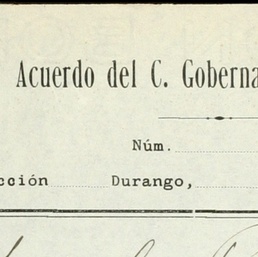 Acuerdo del C. Goberna
Núm.
cción Durango,